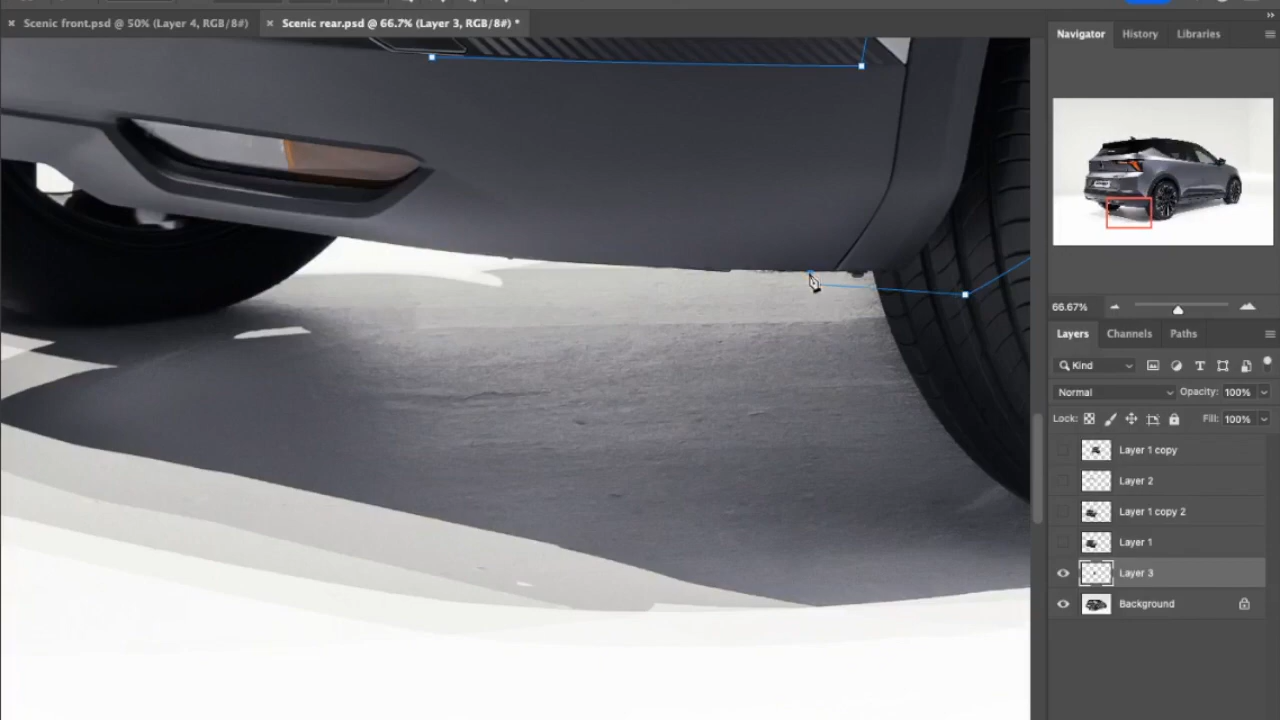 Scenic front.psd @ 50% (Layer 4, RGB/8#)
Scenic rear.psd @ 66.7% (Layer 3, RGB/8#) *
Navigator
History
Libraries
66.67%
Layers
Channels
Paths
Kind
Normal
Opacity: 100%
Lock:
Fill: 100%
Layer 1 copy
Layer 2
Layer 1 copy 2
Layer 1
Layer 3
Background